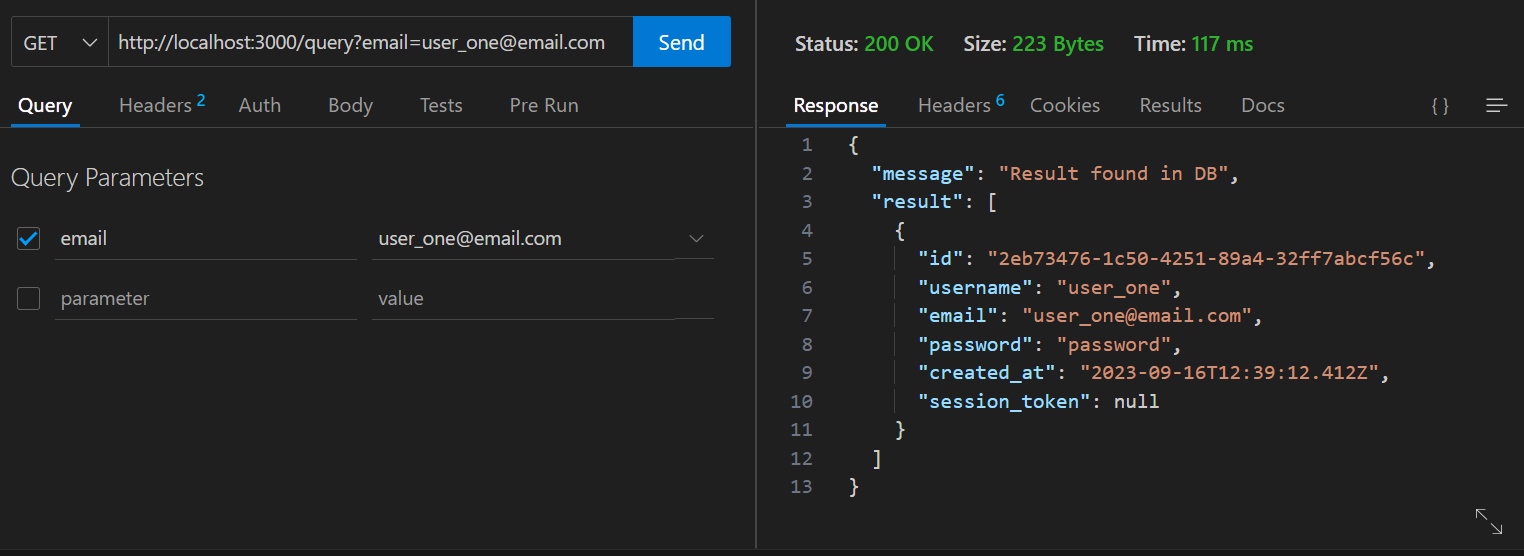 GET http://localhost:3000/query?email=user_one@email.com Send
Query Headers 2 Auth Body Tests Pre Run
Query Parameters
email user_one@email.com
parameter value
Status: 200 OK Size: 223 Bytes Time: 117 ms
Response Headers 6 Cookies Results Docs { }
1 {
2 "message": "Result found in DB",
3 "result": [
4 {
5 "id": "2eb73476-1c50-4251-89a4-32ff7abcf56c",
6 "username": "user_one",
7 "email": "user_one@email.com",
8 "password": "password",
9 "created_at": "2023-09-16T12:39:12.412Z",
10 "session_token": null
11 }
12 ]
13 }